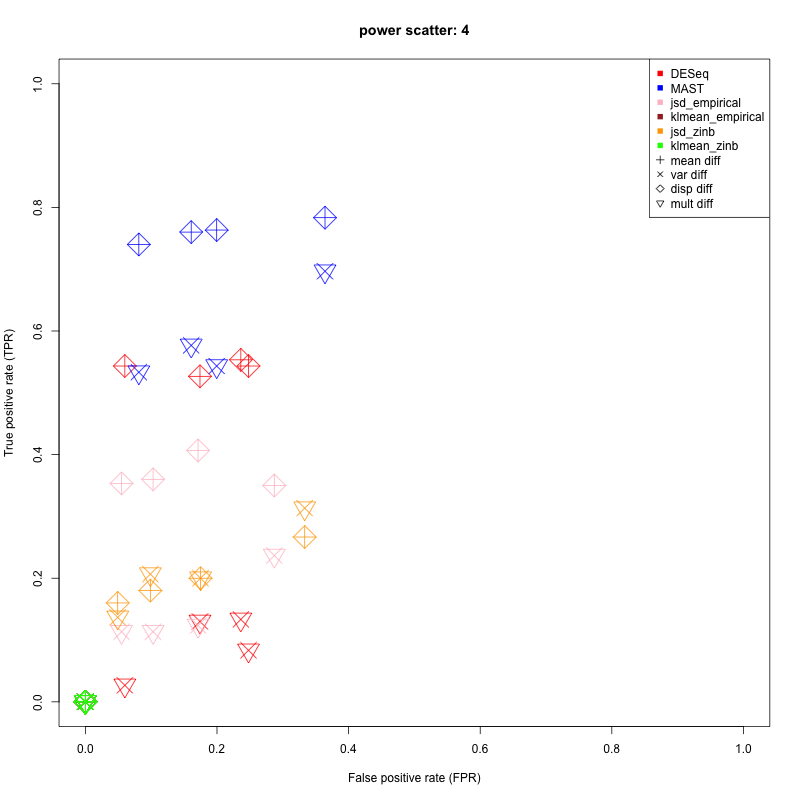 power scatter: 4
DESeq
MAST
jsd_empirical
klmean_empirical
jsd_zinb
klmean_zinb
mean diff
var diff
disp diff
mult diff
True positive rate (TPR)
1.0
0.8
0.6
0.4
0.2
0.0
0.0 0.2 0.4 0.6 0.8 1.0
False positive rate (FPR)